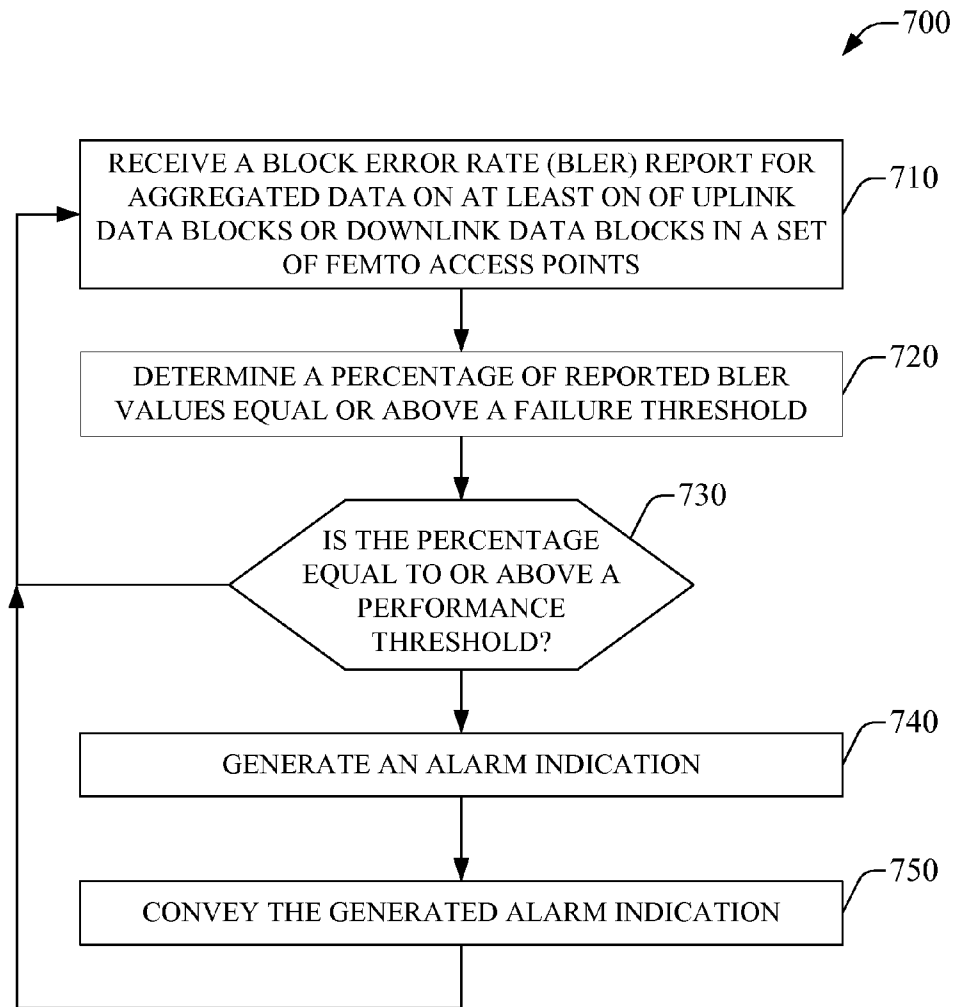 700
RECEIVE A BLOCK ERROR RATE (BLER) REPORT FOR
AGGREGATED DATA ON AT LEAST ON OF UPLINK
DATA BLOCKS OR DOWNLINK DATA BLOCKS IN A SET
OF FEMTO ACCESS POINTS
710
DETERMINE A PERCENTAGE OF REPORTED BLER
VALUES EQUAL OR ABOVE A FAILURE THRESHOLD
720
IS THE PERCENTAGE
EQUAL TO OR ABOVE A
PERFORMANCE
THRESHOLD?
730
GENERATE AN ALARM INDICATION
740
CONVEY THE GENERATED ALARM INDICATION
750